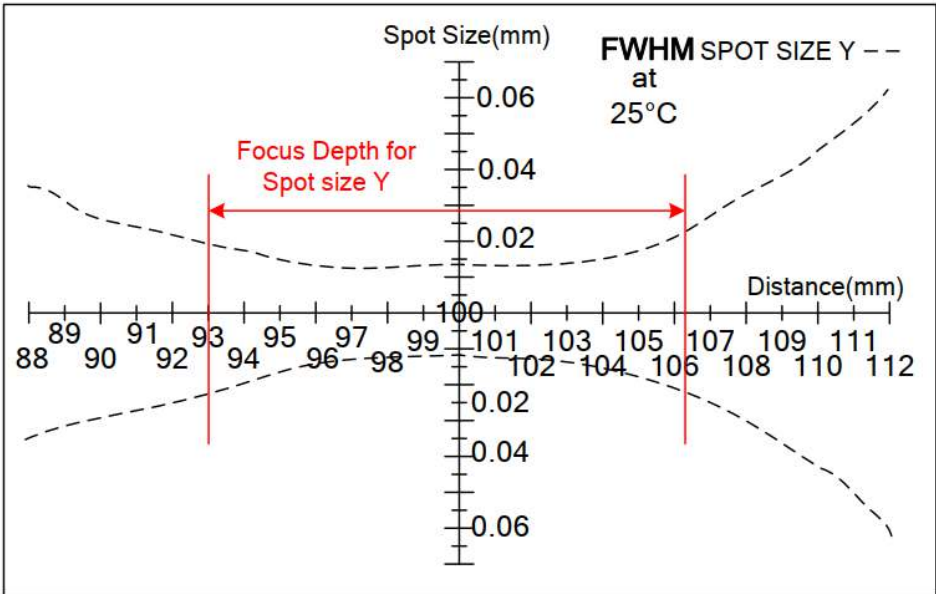 Spot Size(mm)
FWHM SPOT SIZE Y
at
25°C
0.06
Focus Depth for
Spot size Y
0.04
0.02
Distance(mm)
100
89 91 93 95 97 99 101 103 105 107 109 111
88 90 92 94 96 98 102 104 106 108 110 112
0.02
0.04
0.06